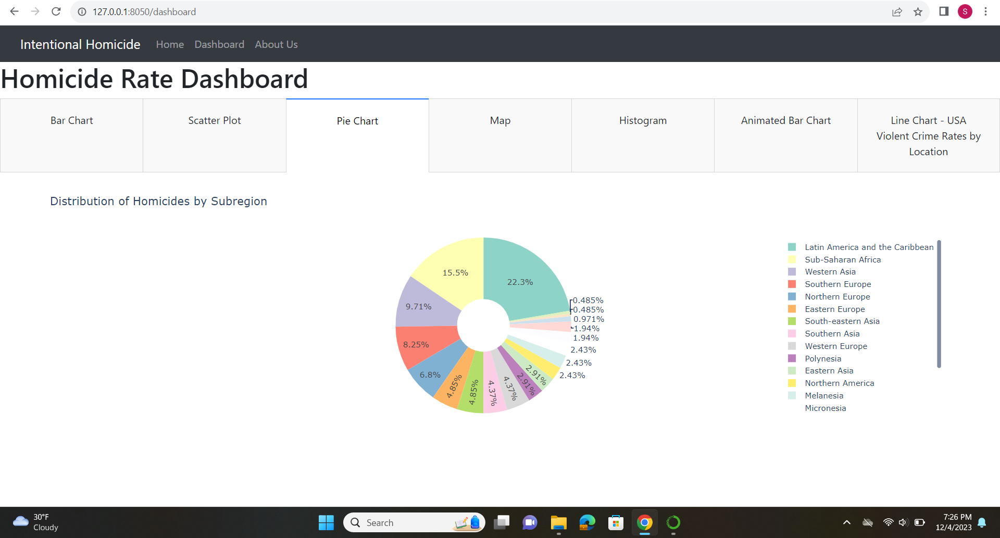 127.0.0.1:8050/dashboard
S
Intentional Homicide Home Dashboard About Us
Homicide Rate Dashboard
Bar Chart
Scatter Plot
Pie Chart
Map
Histogram
Animated Bar Chart
Line Chart - USA
Violent Crime Rates by
Location
Distribution of Homicides by Subregion
22.3%
0.485%
0.485%
0.971%
1.94%
1.94%
2.43%
2.43%
2.43%
2.91%
2.91%
4.37%
4.37%
4.85%
4.85%
6.8%
8.25%
9.71%
15.5%
Latin America and the Caribbean
Sub-Saharan Africa
Western Asia
Southern Europe
Northern Europe
Eastern Europe
South-eastern Asia
Southern Asia
Western Europe
Polynesia
Eastern Asia
Northern America
Melanesia
Micronesia
30°F
Cloudy
Search
7:26 PM
12/4/2023